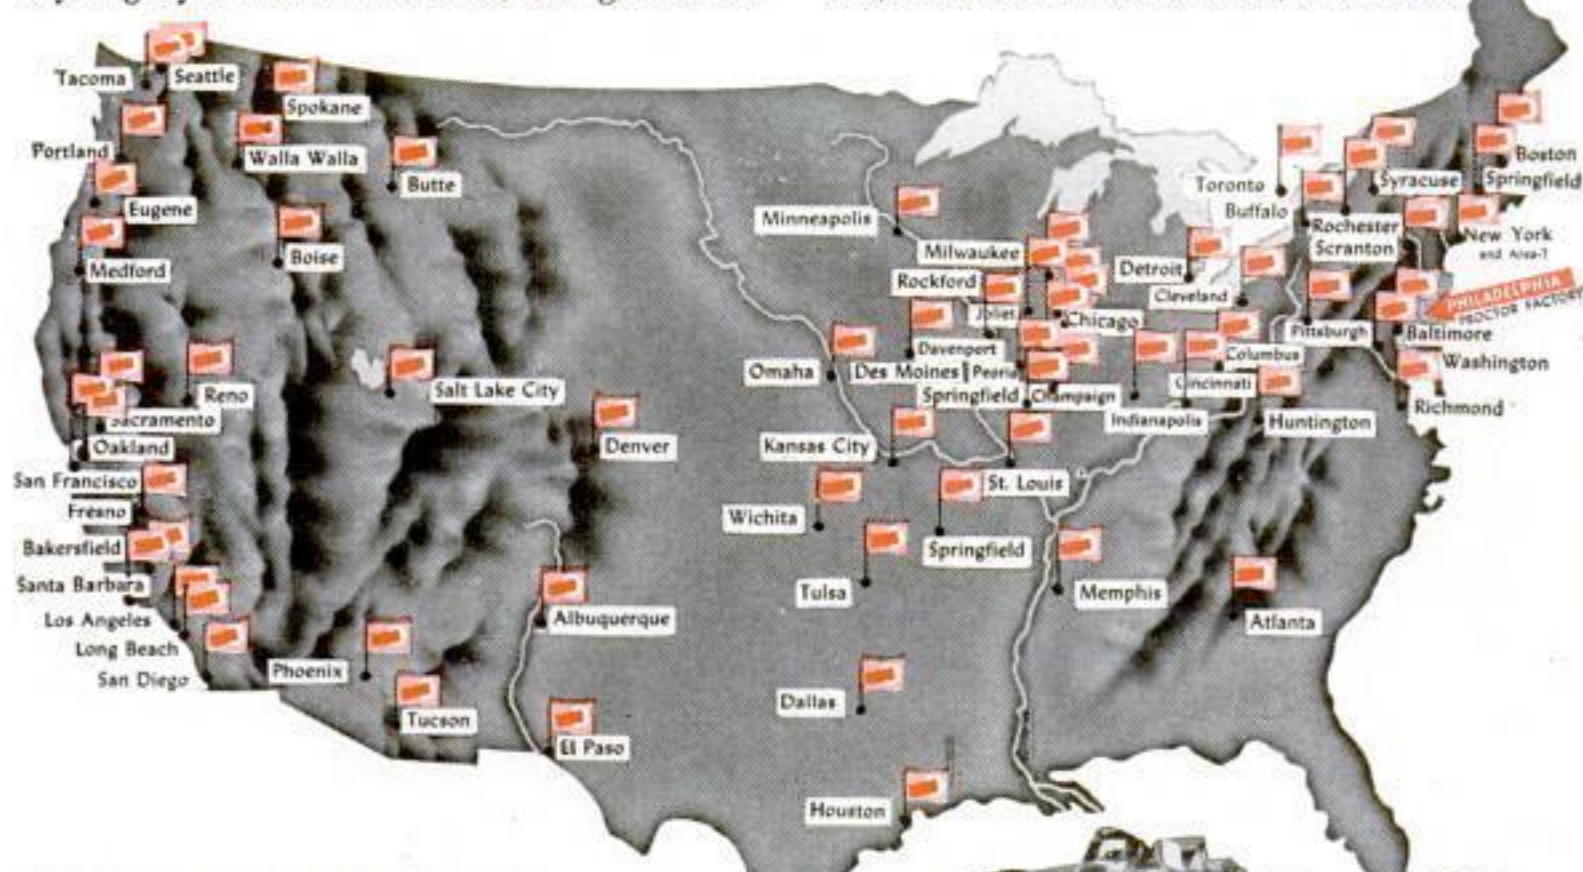 Tacoma
Seattle
Spokane
Portland
Walla Walla
Butte
Eugene
Boise
Medford
Reno
Sacramento
Oakland
San Francisco
Fresno
Bakersfield
Santa Barbara
Los Angeles
Long Beach
San Diego
Phoenix
Tucson
Salt Lake City
Denver
Albuquerque
El Paso
Minneapolis
Milwaukee
Rockford
Joliet
Chicago
Davenport
Omaha
Des Moines
Peoria
Springfield
Champaign
Kansas City
St. Louis
Wichita
Springfield
Tulsa
Memphis
Dallas
Houston
Atlanta
Toronto
Buffalo
Syracuse
Boston
Springfield
Rochester
Scranton
New York
and Area-7
Detroit
Cleveland
PHILADELPHIA
PROCTOR FACTORY
Pittsburgh
Baltimore
Columbus
Washington
Cincinnati
Indianapolis
Huntington
Richmond